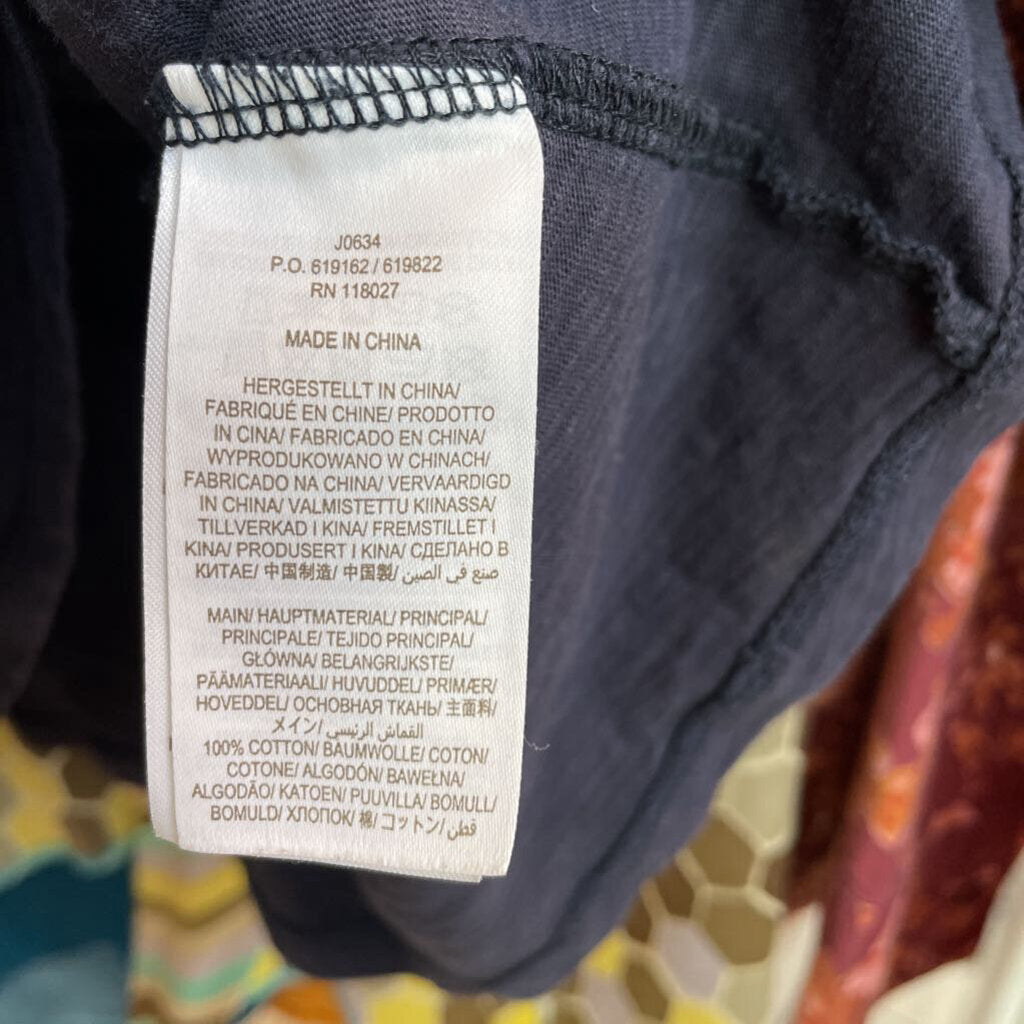 J0634
P.O. 619162 / 619822
RN 118027
MADE IN CHINA
HERGESTELLT IN CHINA/
FABRIQUÉ EN CHINE/ PRODOTTO
IN CINA/ FABRICADO EN CHINA/
WYPRODUKOWANO W CHINACH/
FABRICADO NA CHINA/ VERVAARDIGD
IN CHINA/ VALMISTETTU KIINASSA/
TILLVERKAD I KINA/ FREMSTILLET I
KINA/ PRODUSERT I KINA/ СДЕЛАНО В
КИТАЕ/ 中国制造/ 中国製/ صنع في الصين
MAIN/ HAUPTMATERIAL/ PRINCIPAL/
PRINCIPALE/ TEJIDO PRINCIPAL/
GŁÓWNA/ BELANGRIJKSTE/
PÄÄMATERIAALI/ HUVUDDEL/ PRIMÆR/
HOVEDDEL/ ОСНОВНАЯ ТКАНЬ/ 主面料/
メイン/ القماش الرئيسي/
100% COTTON/ BAUMWOLLE/ COTON/
COTONE/ ALGODÓN/ BAWEŁNA/
ALGODÃO/ KATOEN/ PUUVILLA/ BOMULL/
BOMULD/ ХЛОПОК/ 棉/ コットン/ قطن